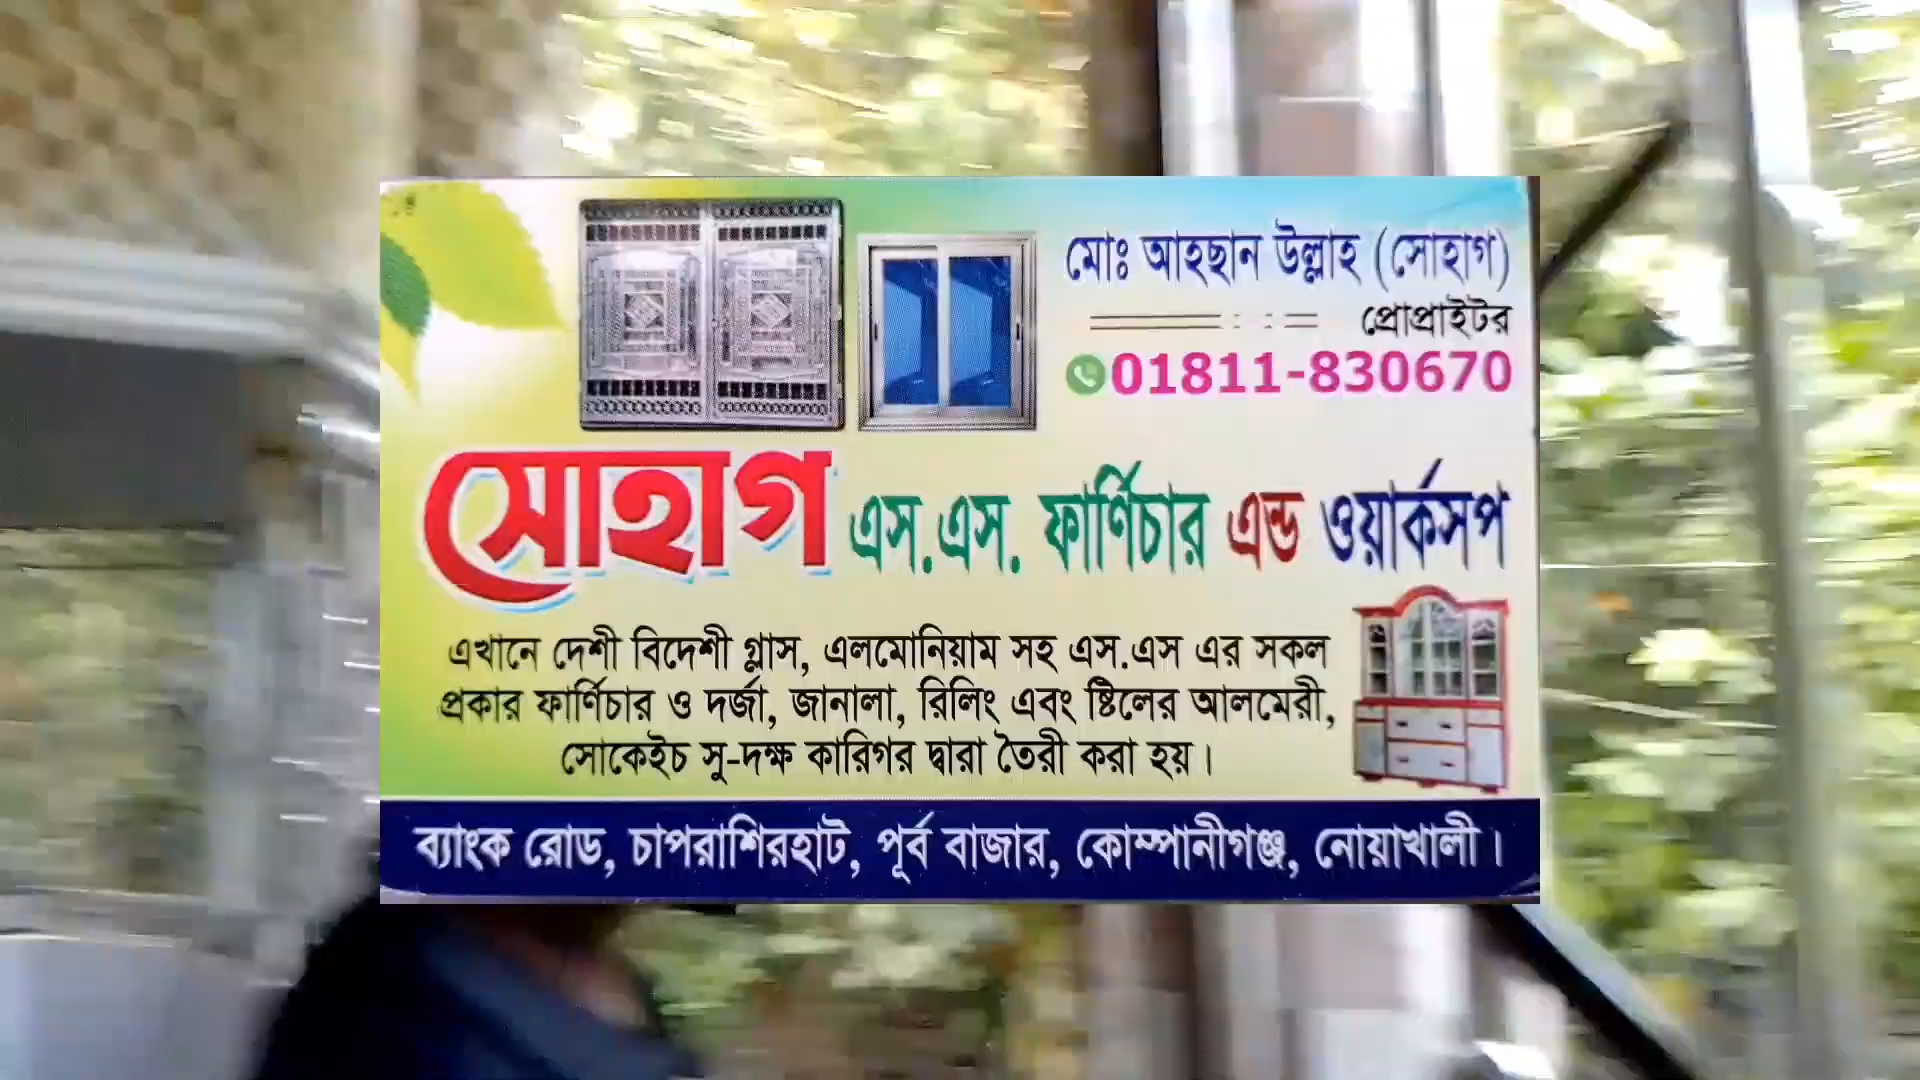 মোঃ আহছান উল্লাহ (সোহাগ)
প্রোপ্রাইটর
01811-830670
সোহাগ এস.এস. ফার্ণিচার এন্ড ওয়ার্কসপ
এখানে দেশী বিদেশী গ্লাস, এলমোনিয়াম সহ এস.এস এর সকল
প্রকার ফার্ণিচার ও দর্জা, জানালা, রিলিং এবং ষ্টিলের আলমেরী,
সোকেইচ সু-দক্ষ কারিগর দ্বারা তৈরী করা হয়।
ব্যাংক রোড, চাপরাশিরহাট, পূর্ব বাজার, কোম্পানীগঞ্জ, নোয়াখালী।